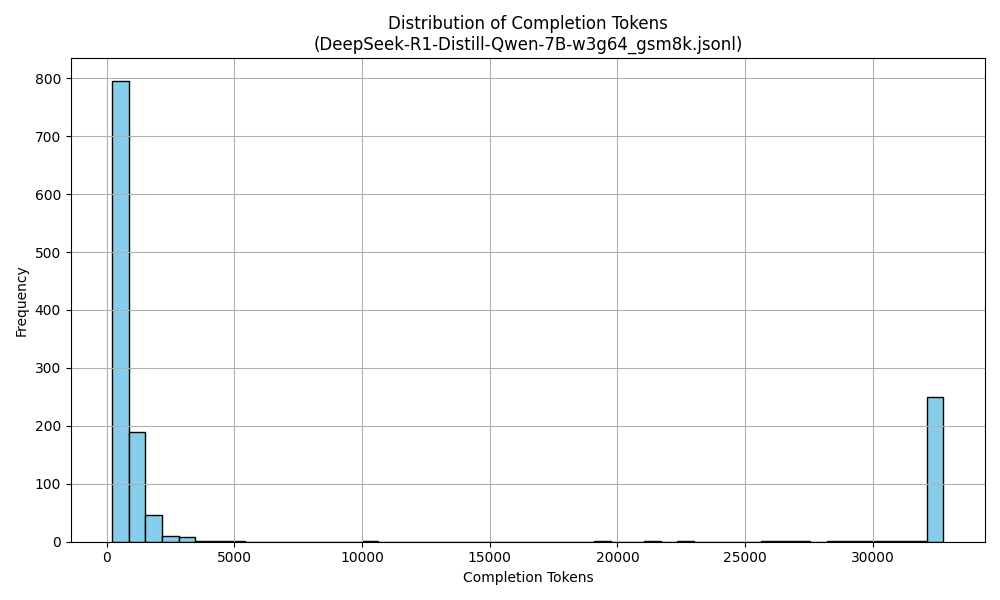 Distribution of Completion Tokens
(DeepSeek-R1-Distill-Qwen-7B-w3g64_gsm8k.jsonl)
800
700
600
500
400
300
200
100
0
Frequency
0 5000 10000 15000 20000 25000 30000
Completion Tokens